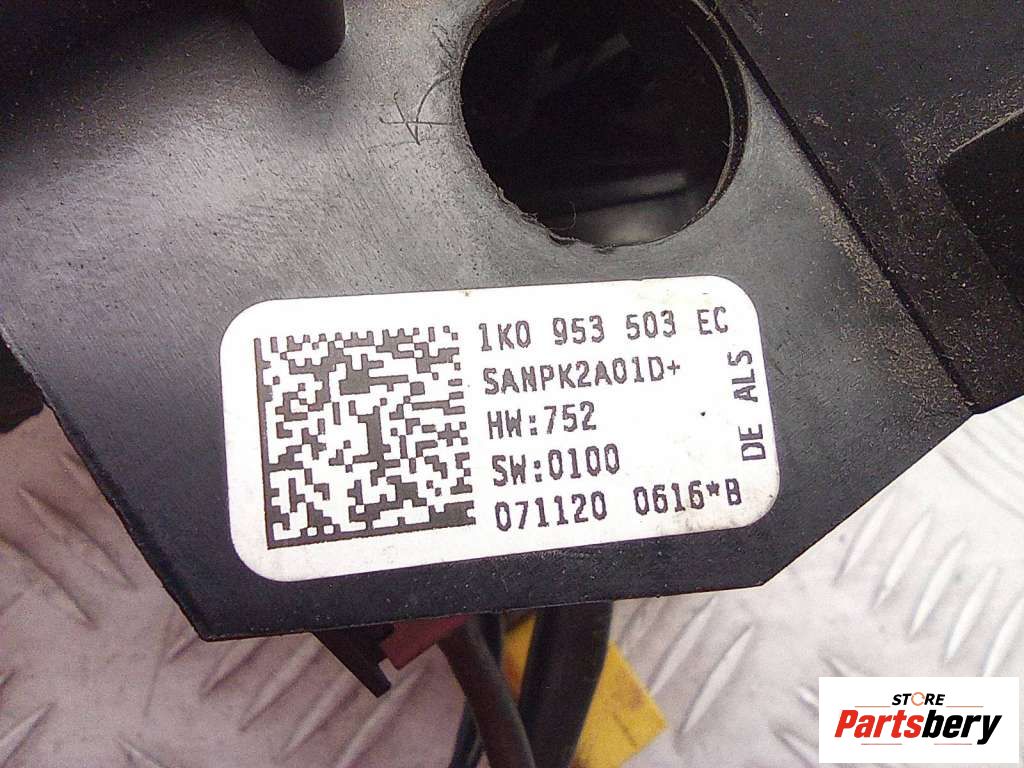 1K0 953 503 EC
SANPK2A01D+
HW:752
SW:0100
071120 0616*B
DE ALS
STORE
Partsbery